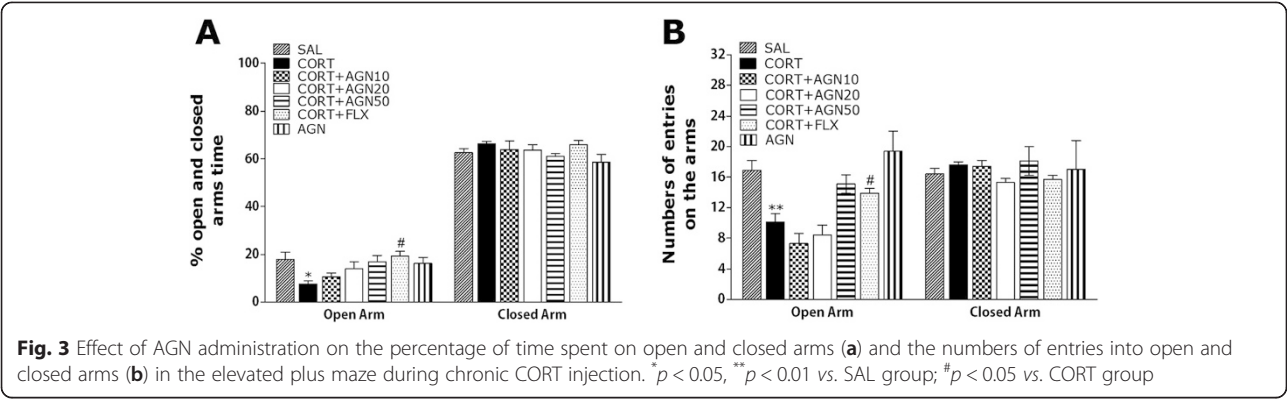 A
SAL
CORT
CORT+AGN10
CORT+AGN20
CORT+AGN50
CORT+FLX
AGN
% open and closed
arms time
100
80
60
40
20
0
*
#
Open Arm
Closed Arm
B
SAL
CORT
CORT+AGN10
CORT+AGN20
CORT+AGN50
CORT+FLX
AGN
Numbers of entries
on the arms
32
28
24
20
16
12
8
4
0
**
#
Open Arm
Closed Arm
Fig. 3 Effect of AGN administration on the percentage of time spent on open and closed arms (a) and the numbers of entries into open and
closed arms (b) in the elevated plus maze during chronic CORT injection. *p < 0.05, **p < 0.01 vs. SAL group; #p < 0.05 vs. CORT group